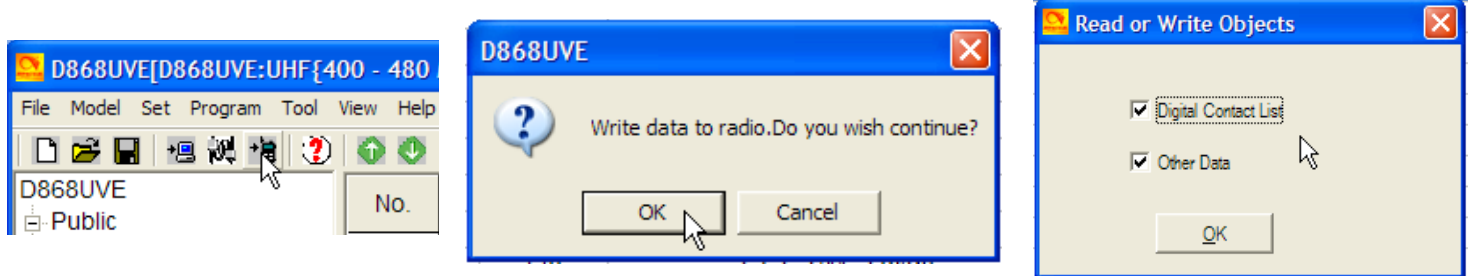 D868UVE[D868UVE:UHF{400 - 480
File Model Set Program Tool View Help
D868UVE
Public
No.
D868UVE
Write data to radio.Do you wish continue?
OK Cancel
Read or Write Objects
Digital Contact List
Other Data
OK